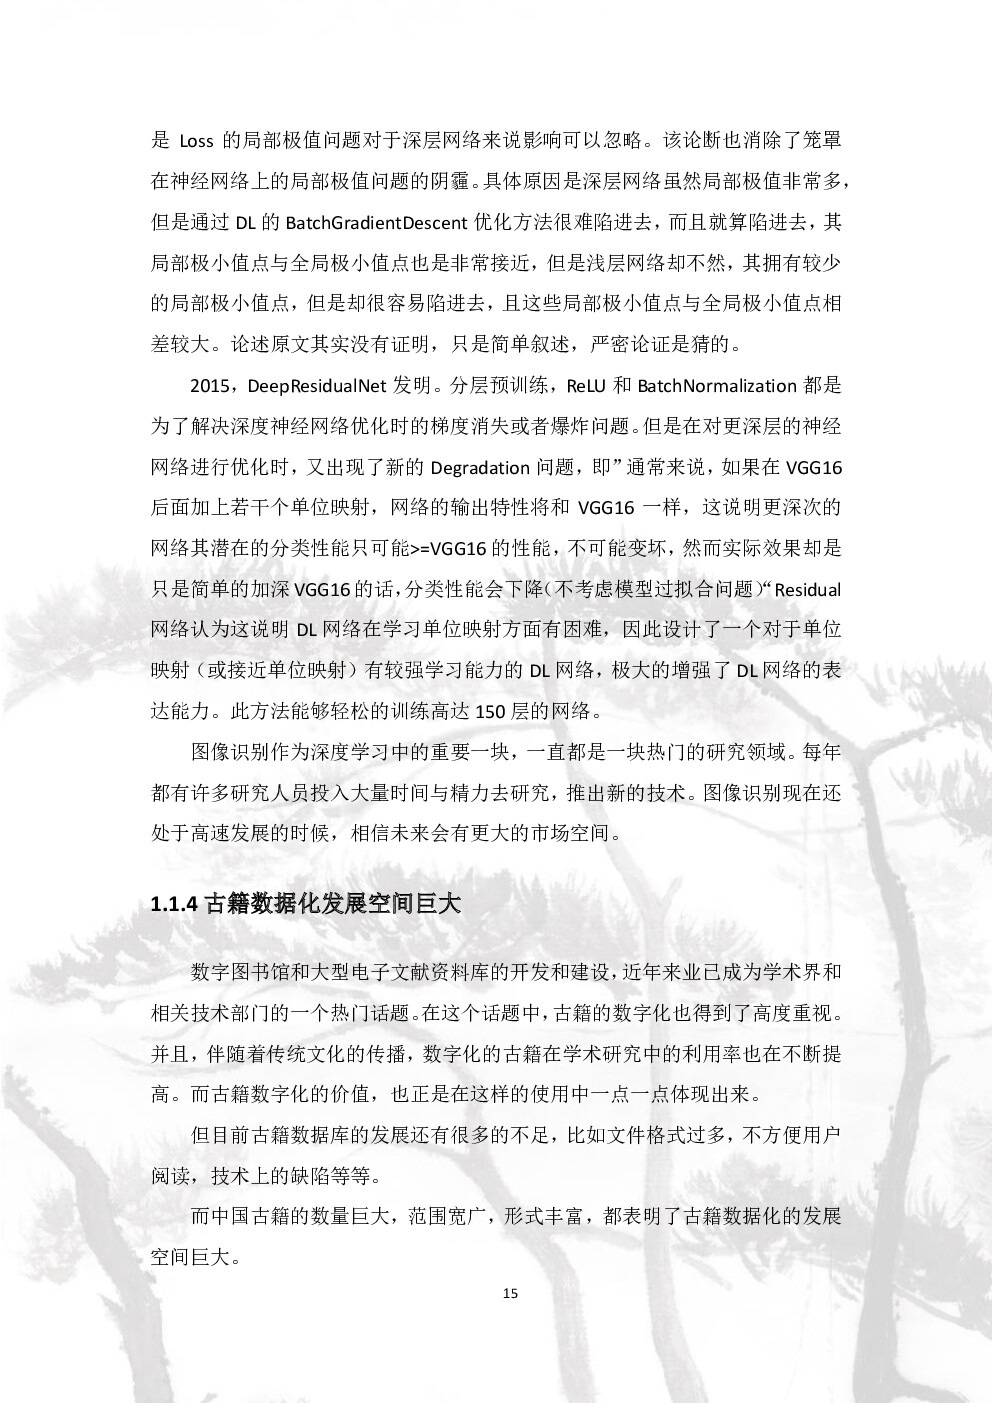 是 Loss 的局部极值问题对于深层网络来说影响可以忽略。该论断也消除了笼罩
在神经网络上的局部极值问题的阴霾。具体原因是深层网络虽然局部极值非常多，
但是通过 DL 的 BatchGradientDescent 优化方法很难陷进去，而且就算陷进去，其
局部极小值点与全局极小值点也是非常接近，但是浅层网络却不然，其拥有较少
的局部极小值点，但是却很容易陷进去，且这些局部极小值点与全局极小值点相
差较大。论述原文其实没有证明，只是简单叙述，严密论证是猜的。
2015，DeepResidualNet 发明。分层预训练，ReLU 和 BatchNormalization 都是
为了解决深度神经网络优化时的梯度消失或者爆炸问题。但是在对更深层的神经
网络进行优化时，又出现了新的 Degradation 问题，即”通常来说，如果在 VGG16
后面加上若干个单位映射，网络的输出特性将和 VGG16 一样，这说明更深次的
网络其潜在的分类性能只可能>=VGG16 的性能，不可能变坏，然而实际效果却是
只是简单的加深 VGG16 的话，分类性能会下降（不考虑模型过拟合问题）“Residual
网络认为这说明 DL 网络在学习单位映射方面有困难，因此设计了一个对于单位
映射（或接近单位映射）有较强学习能力的 DL 网络，极大的增强了 DL 网络的表
达能力。此方法能够轻松的训练高达 150 层的网络。
图像识别作为深度学习中的重要一块，一直都是一块热门的研究领域。每年
都有许多研究人员投入大量时间与精力去研究，推出新的技术。图像识别现在还
处于高速发展的时候，相信未来会有更大的市场空间。
1.1.4 古籍数据化发展空间巨大
数字图书馆和大型电子文献资料库的开发和建设，近年来业已成为学术界和
相关技术部门的一个热门话题。在这个话题中，古籍的数字化也得到了高度重视。
并且，伴随着传统文化的传播，数字化的古籍在学术研究中的利用率也在不断提
高。而古籍数字化的价值，也正是在这样的使用中一点一点体现出来。
但目前古籍数据库的发展还有很多的不足，比如文件格式过多，不方便用户
阅读，技术上的缺陷等等。
而中国古籍的数量巨大，范围宽广，形式丰富，都表明了古籍数据化的发展
空间巨大。
15